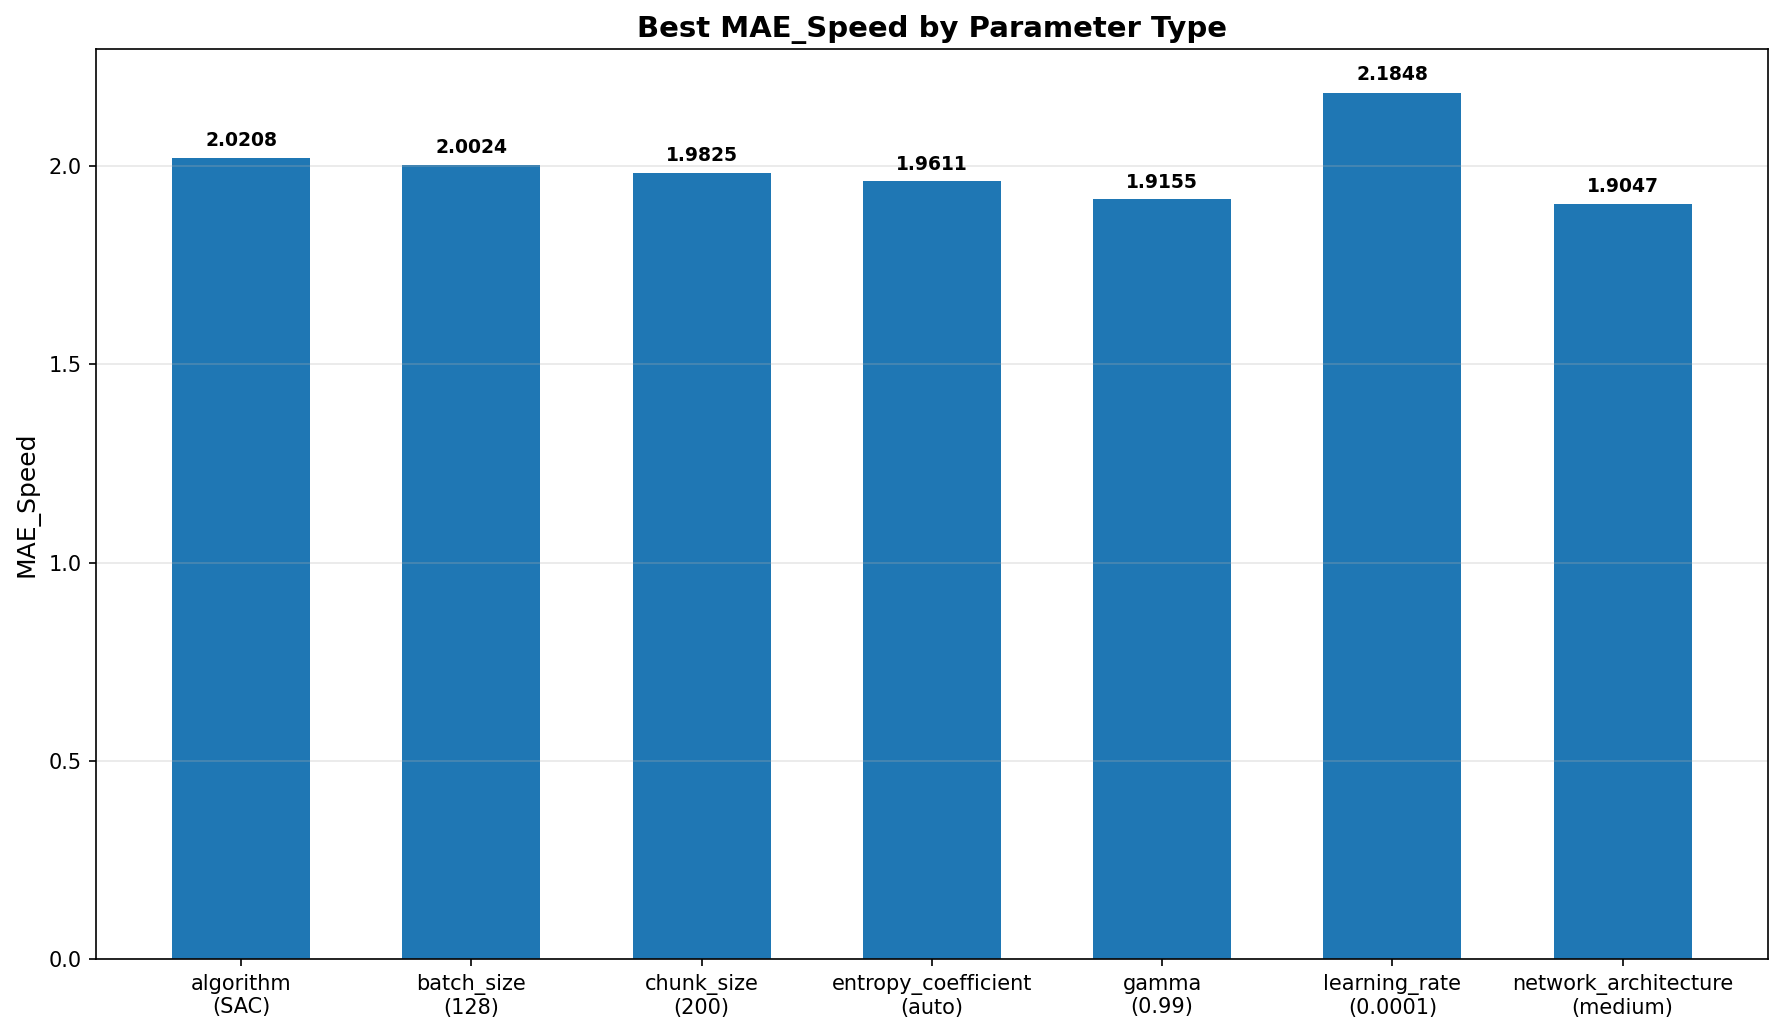 Best MAE_Speed by Parameter Type
MAE_Speed
2.0
1.5
1.0
0.5
0.0
2.0208
2.0024
1.9825
1.9611
1.9155
2.1848
1.9047
algorithm
(SAC)
batch_size
(128)
chunk_size
(200)
entropy_coefficient
(auto)
gamma
(0.99)
learning_rate
(0.0001)
network_architecture
(medium)